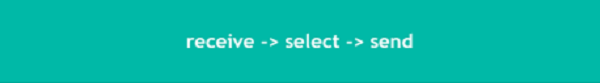 receive -> select -> send